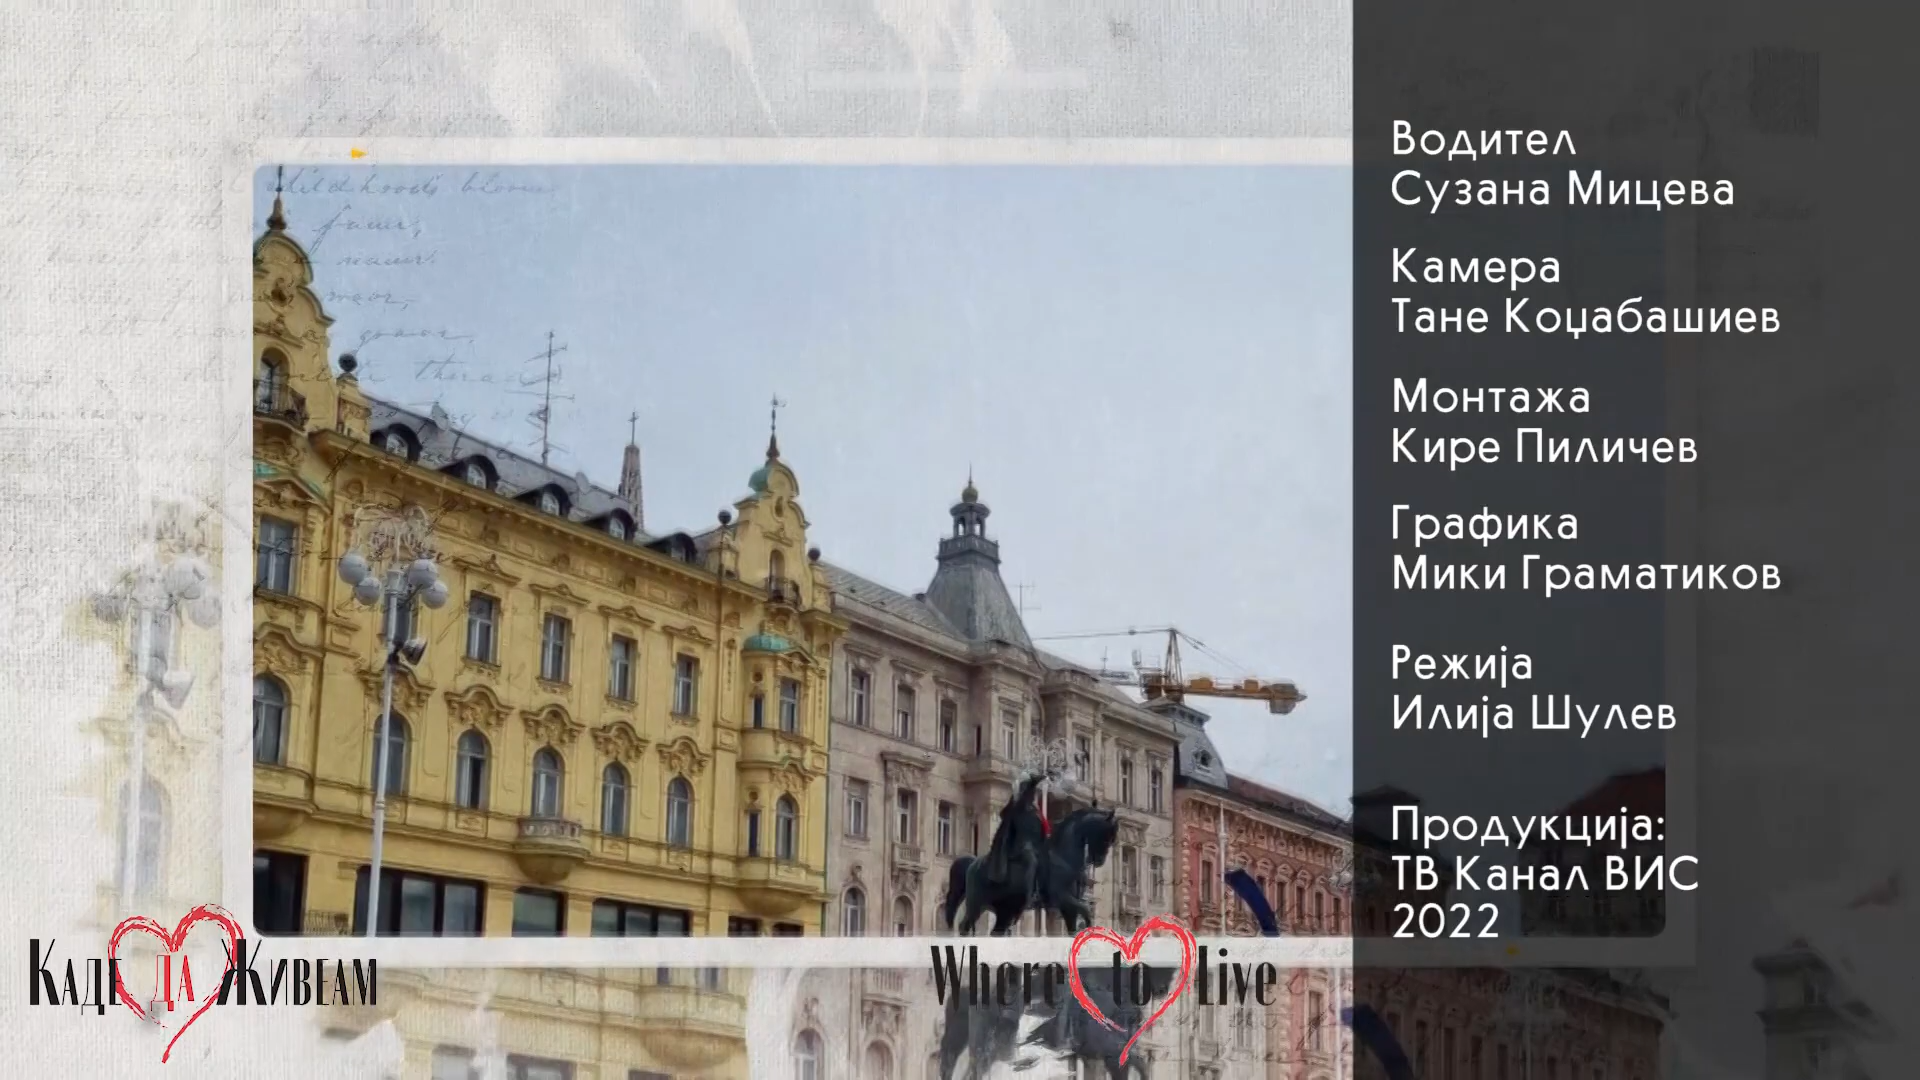 Водител
Сузана Мицева
Камера
Тане Коџабашиев
Монтажа
Кире Пиличев
Графика
Мики Граматиков
Режија
Илија Шулев
Продукција:
ТВ Канал ВИС
2022
Каде да Живеам
Where to Live